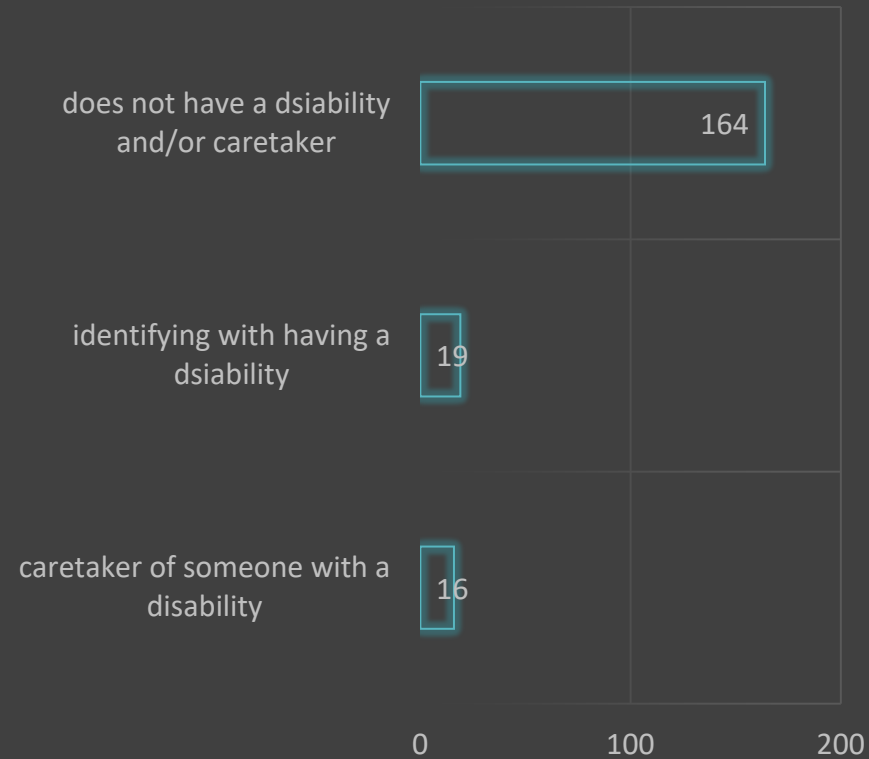 does not have a dsiability
and/or caretaker
164
identifying with having a
dsiability
19
caretaker of someone with a
disability
16
0 100 200